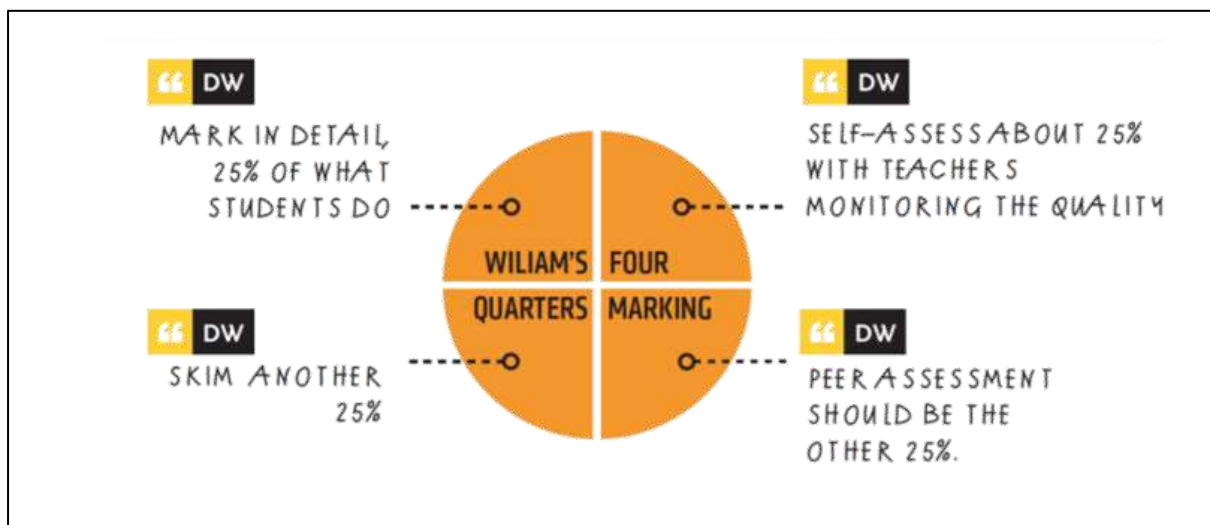 DW
MARK IN DETAIL,
25% OF WHAT
STUDENTS DO
DW
SELF-ASSESS ABOUT 25%
WITH TEACHERS
MONITORING THE QUALITY
WILIAM'S FOUR
QUARTERS MARKING
DW
SKIM ANOTHER
25%
DW
PEER ASSESSMENT
SHOULD BE THE
OTHER 25%.